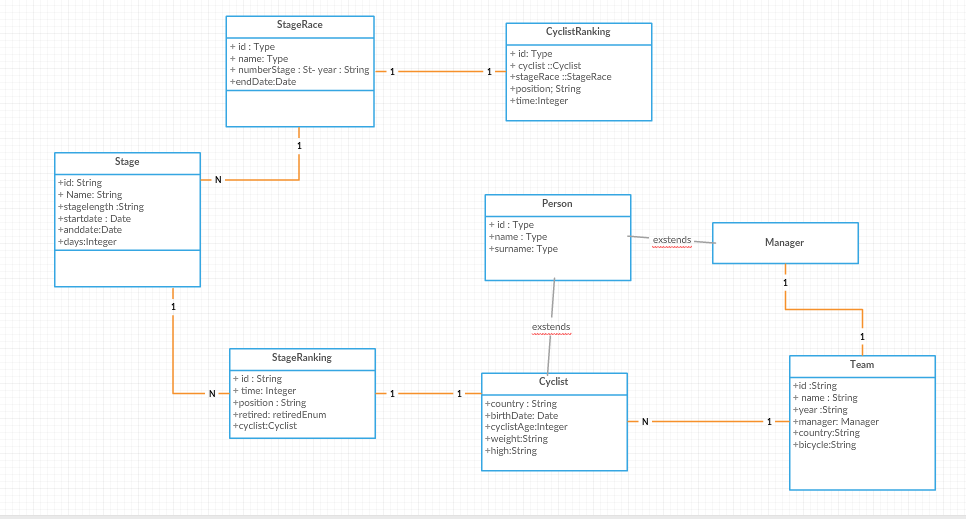 StageRace
+ id : Type
+ name: Type
+ numberStage : St- year : String
+endDate:Date
1
1
CyclistRanking
+ id: Type
+ cyclist ::Cyclist
+stageRace ::StageRace
+position; String
+time:Integer
1
N
Stage
+id: String
+ Name: String
+stagelength :String
+startdate : Date
+anddate:Date
+days:Integer
Person
+ id : Type
+name : Type
+surname: Type
exstends
Manager
1
1
exstends
1
N
StageRanking
+ id : String
+ time: Integer
+position : String
+retired: retiredEnum
+cyclist:Cyclist
1
1
Cyclist
+country : String
+birthDate: Date
+cyclistAge:Integer
+weight:String
+high:String
N
1
Team
+id :String
+ name : String
+year :String
+manager: Manager
+country:String
+bicycle:String